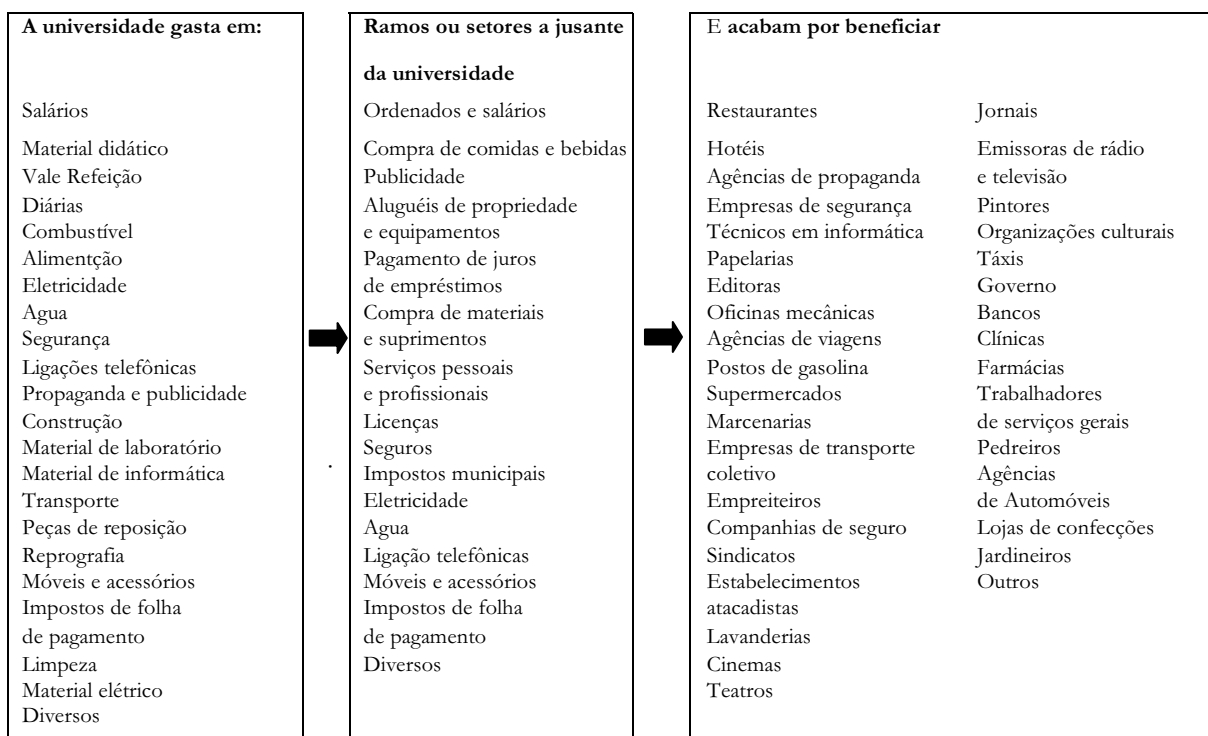 A universidade gasta em:
Salários
Material didático
Vale Refeição
Diárias
Combustível
Alimentção
Eletricidade
Agua
Segurança
Ligações telefônicas
Propaganda e publicidade
Construção
Material de laboratório
Material de informática
Transporte
Peças de reposição
Reprografia
Móveis e acessórios
Impostos de folha
de pagamento
Limpeza
Material elétrico
Diversos
.
Ramos ou setores a jusante
da universidade
Ordenados e salários
Compra de comidas e bebidas
Publicidade
Aluguéis de propriedade
e equipamentos
Pagamento de juros
de empréstimos
Compra de materiais
e suprimentos
Serviços pessoais
e profissionais
Licenças
Seguros
Impostos municipais
Eletricidade
Agua
Ligação telefônicas
Móveis e acessórios
Impostos de folha
de pagamento
Diversos
E acabam por beneficiar
Restaurantes
Hotéis
Agências de propaganda
Empresas de segurança
Técnicos em informática
Papelarias
Editoras
Oficinas mecânicas
Agências de viagens
Postos de gasolina
Supermercados
Marcenarias
Empresas de transporte
coletivo
Empreiteiros
Companhias de seguro
Sindicatos
Estabelecimentos
atacadistas
Lavanderias
Cinemas
Teatros
Jornais
Emissoras de rádio
e televisão
Pintores
Organizações culturais
Táxis
Governo
Bancos
Clínicas
Farmácias
Trabalhadores
de serviços gerais
Pedreiros
Agências
de Automóveis
Lojas de confecções
Jardineiros
Outros